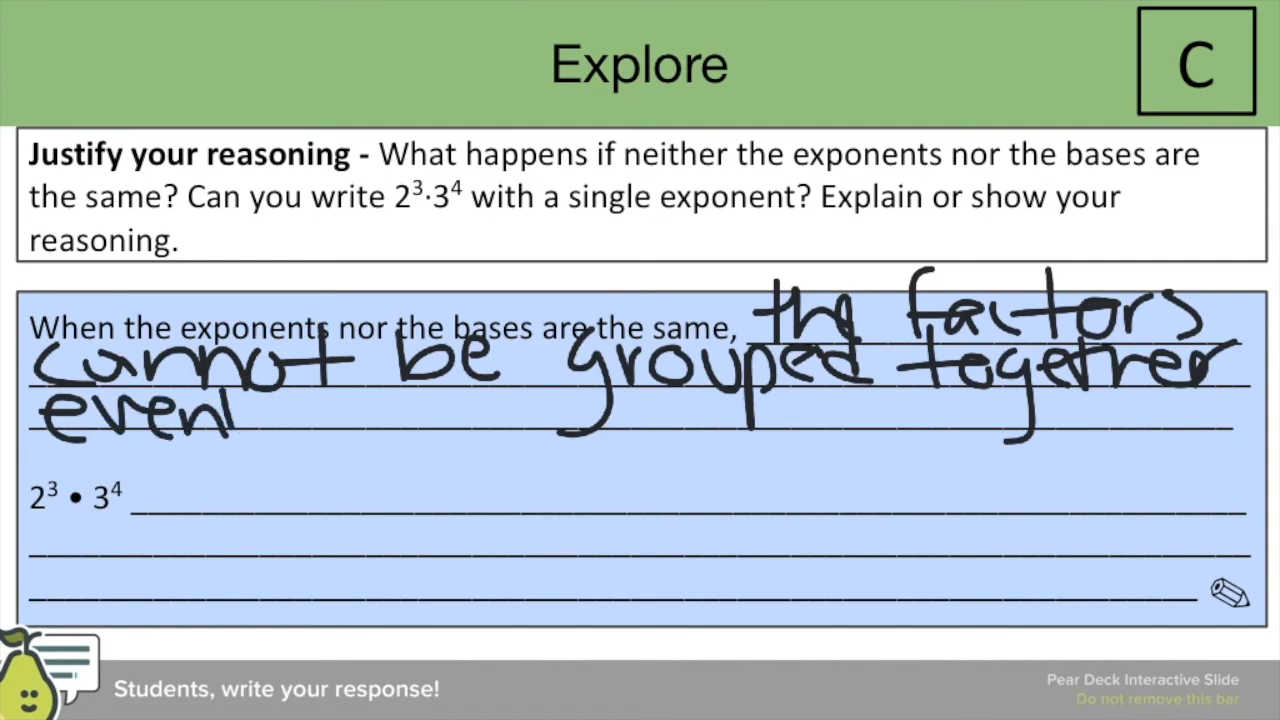 Explore
C
Justify your reasoning - What happens if neither the exponents nor the bases are
the same? Can you write 2³·3⁴ with a single exponent? Explain or show your
reasoning.
When the exponents nor the bases are the same, the factors
cannot be grouped together
evenl
2³ • 3⁴
Students, write your response!
Pear Deck Interactive Slide
Do not remove this bar